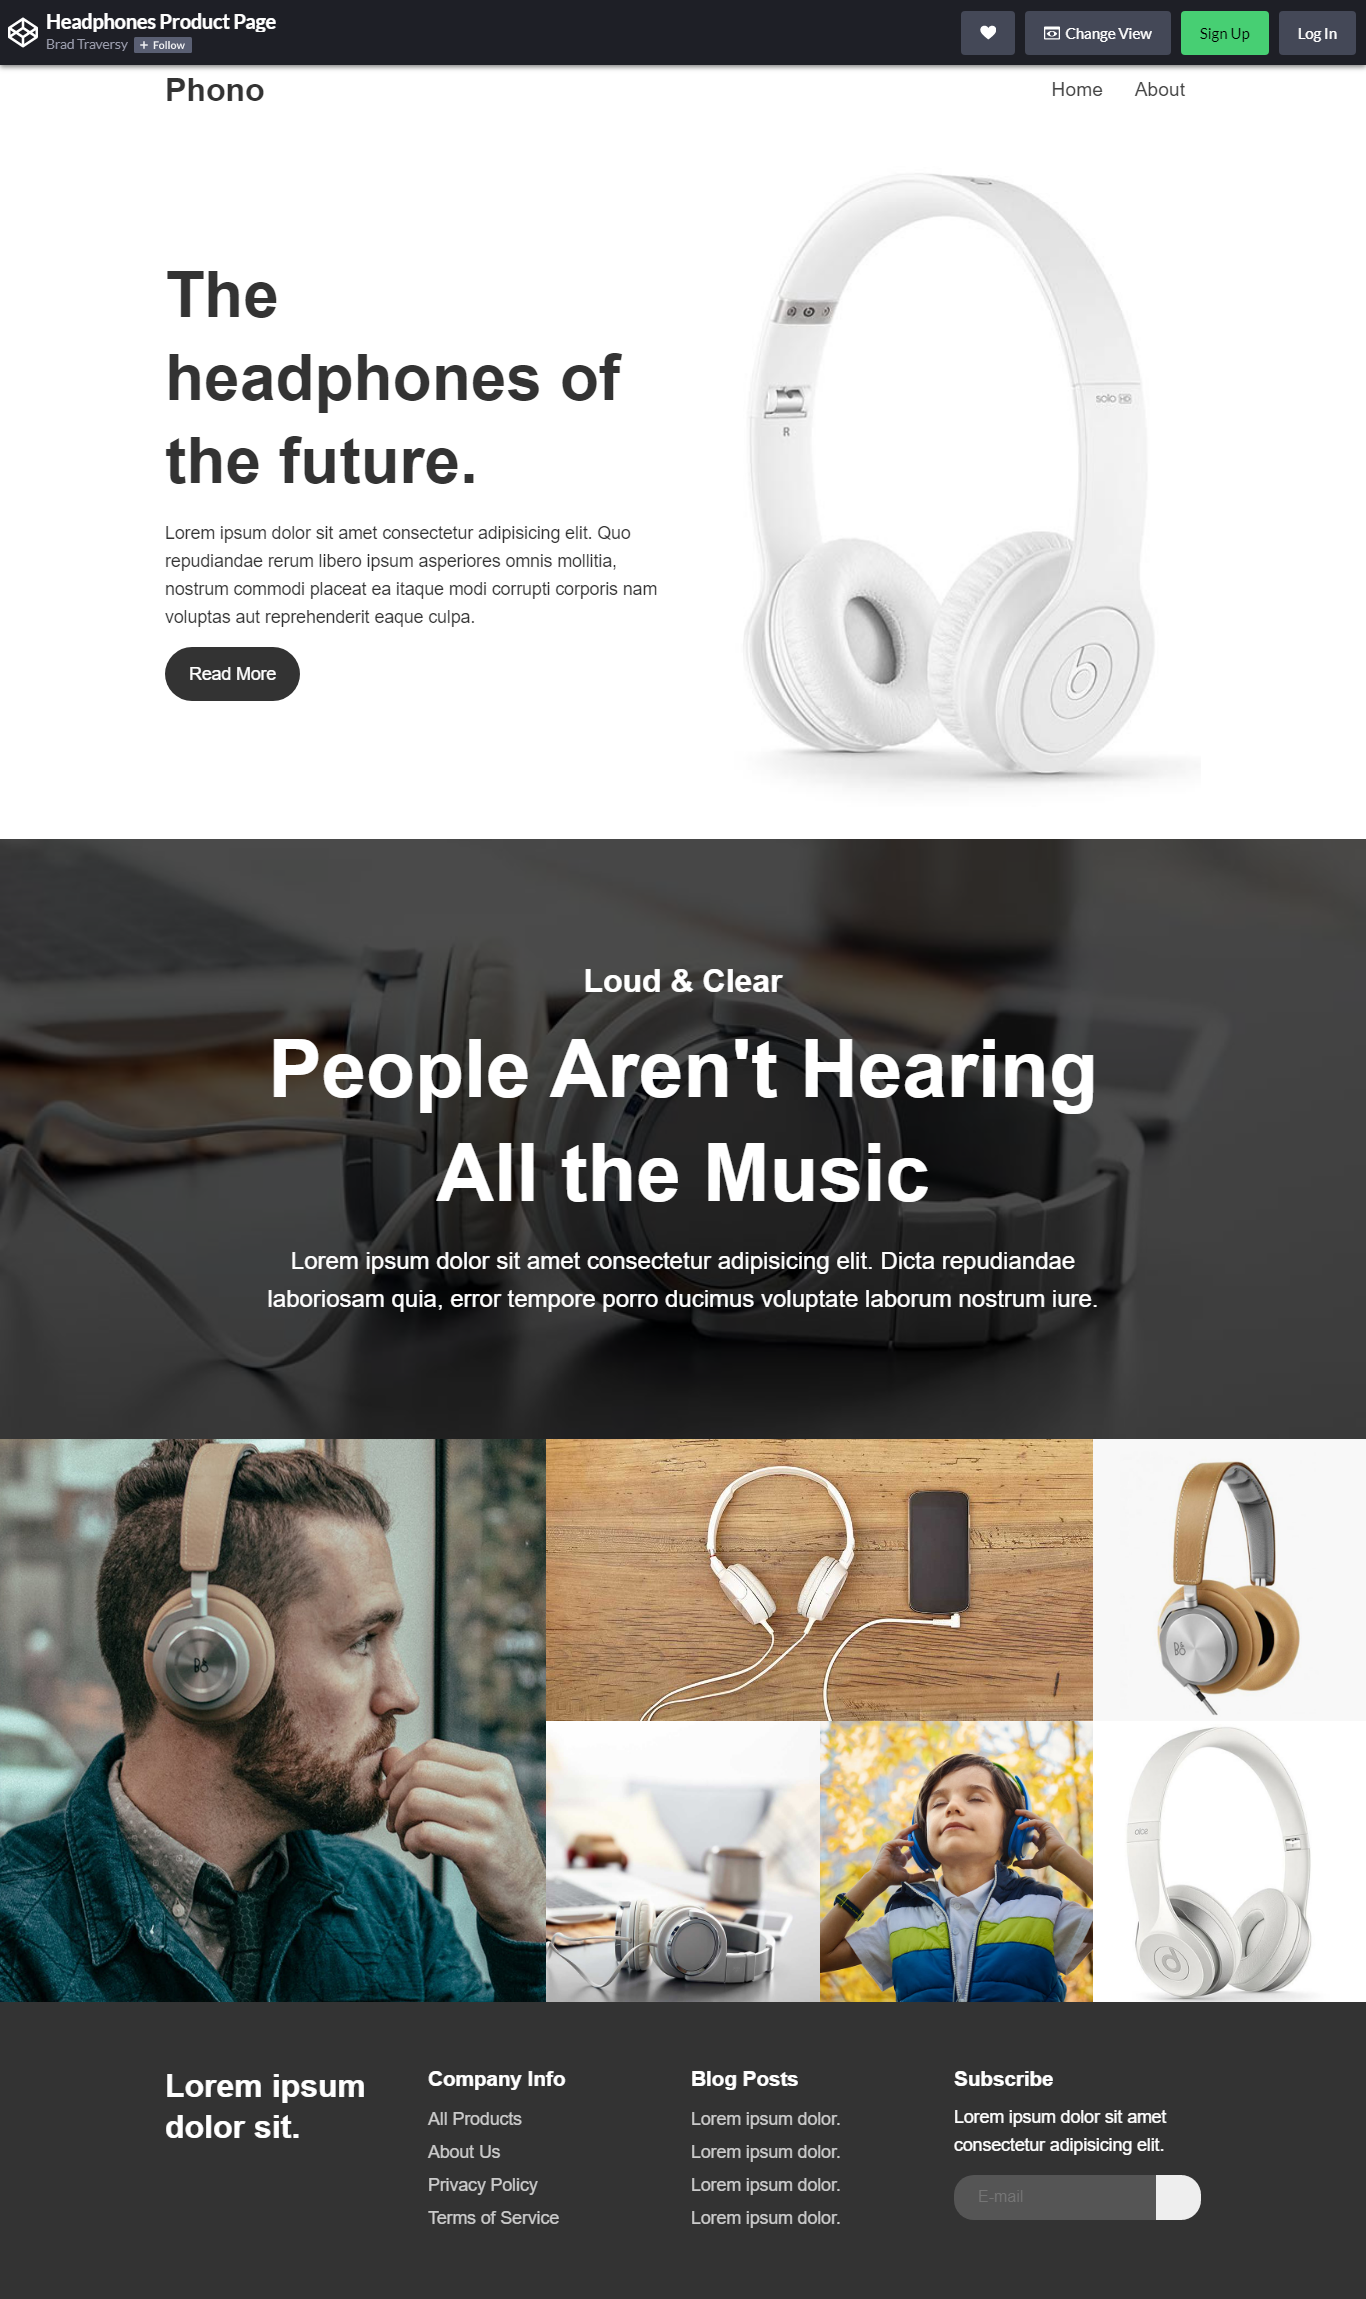 Headphones Product Page
Brad Traversy + Follow
Change View
Sign Up
Log In
Phono
Home
About
The
headphones of
the future.
Lorem ipsum dolor sit amet consectetur adipisicing elit. Quo
repudiandae rerum libero ipsum asperiores omnis mollitia,
nostrum commodi placeat ea itaque modi corrupti corporis nam
voluptas aut reprehenderit eaque culpa.
Read More
solo HD
R
b
Loud & Clear
People Aren't Hearing
All the Music
Lorem ipsum dolor sit amet consectetur adipisicing elit. Dicta repudiandae
laboriosam quia, error tempore porro ducimus voluptate laborum nostrum iure.
B&O
B&O
solo
b
Lorem ipsum
dolor sit.
Company Info
All Products
About Us
Privacy Policy
Terms of Service
Blog Posts
Lorem ipsum dolor.
Lorem ipsum dolor.
Lorem ipsum dolor.
Lorem ipsum dolor.
Subscribe
Lorem ipsum dolor sit amet
consectetur adipisicing elit.
E-mail